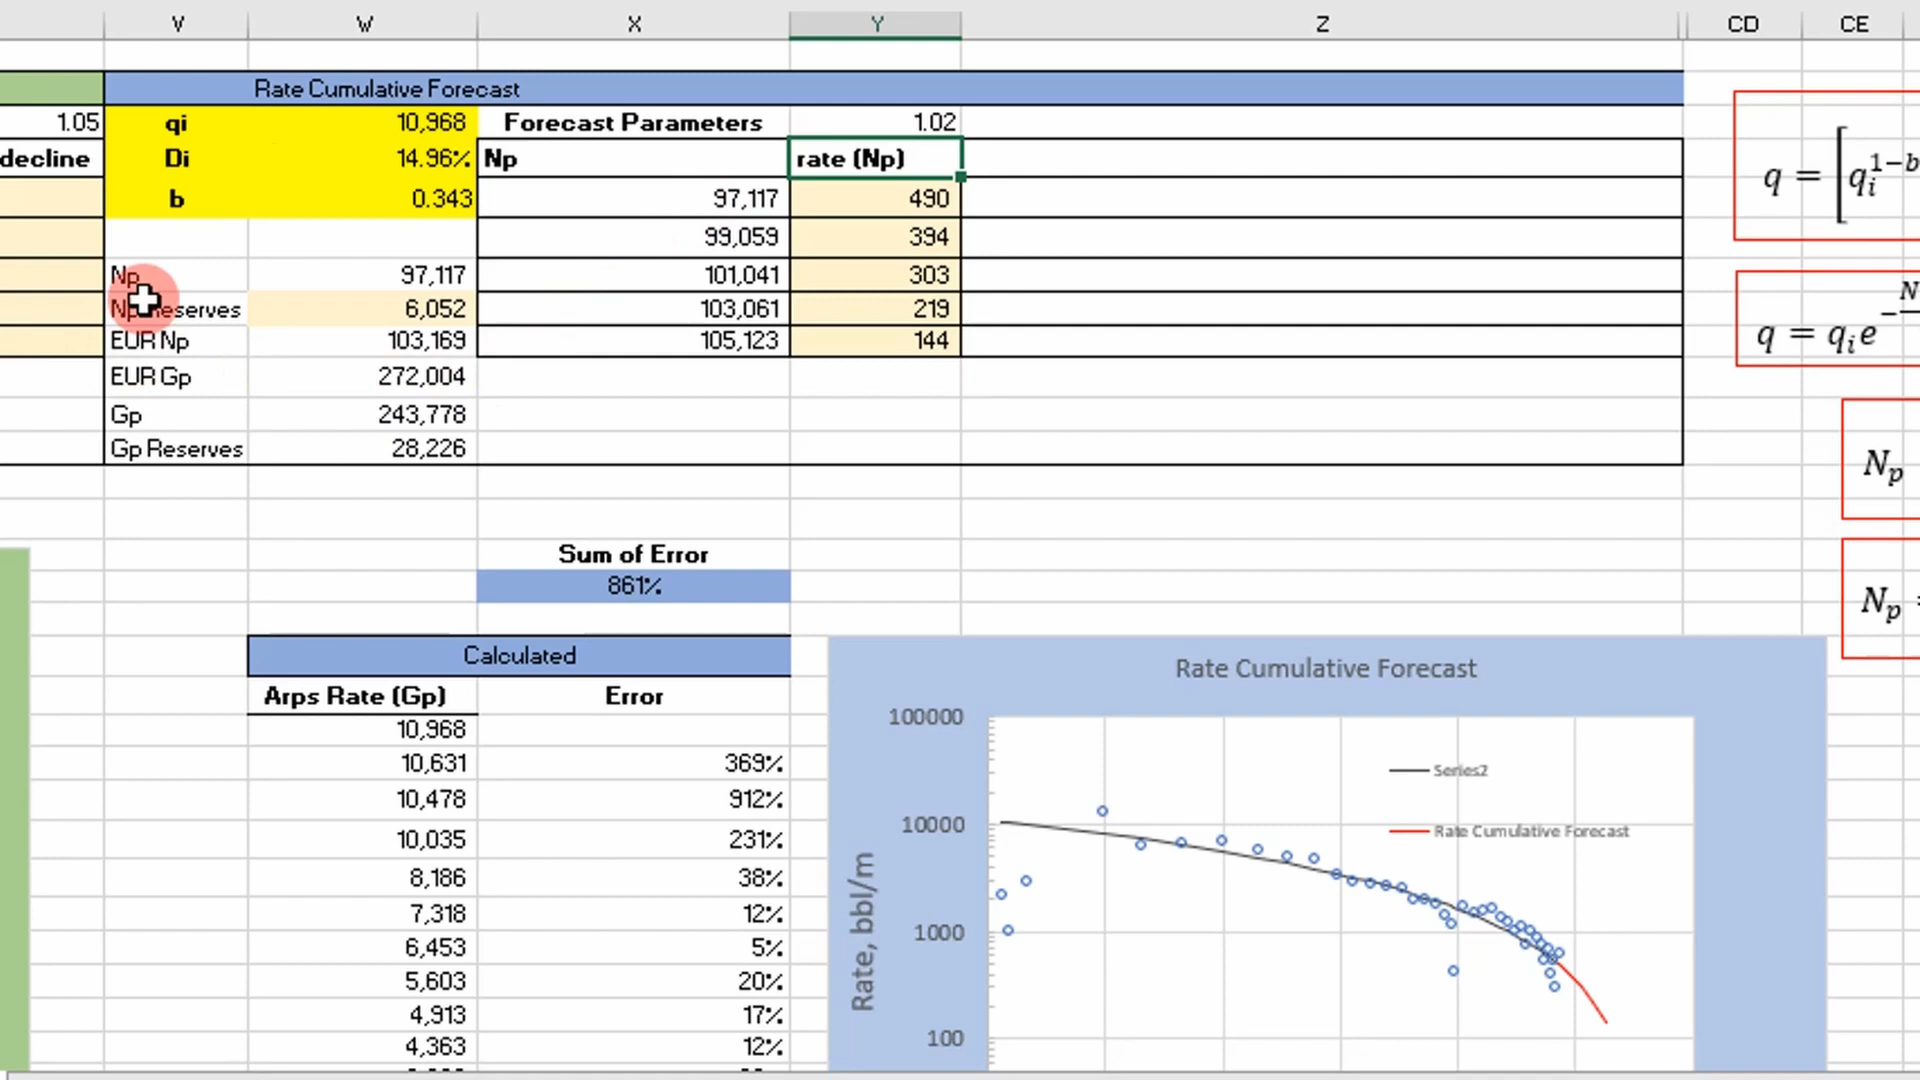 V W X Y Z CD CE
Rate Cumulative Forecast
1.05 qi 10,968 Forecast Parameters 1.02
decline Di 14.96% Np rate (Np)
b 0.343 97,117 490
99,059 394
Np 97,117 101,041 303
Np Reserves 6,052 103,061 219
EUR Np 103,169 105,123 144
EUR Gp 272,004
Gp 243,778
Gp Reserves 28,226
q = [q_i^{1-b}
q = q_i e^{-N
N_p
N_p =
Sum of Error
861%
Calculated
Arps Rate (Gp) Error
10,968
10,631 369%
10,478 912%
10,035 231%
8,186 38%
7,318 12%
6,453 5%
5,603 20%
4,913 17%
4,363 12%
Rate Cumulative Forecast
100000
10000
1000
100
Rate, bbl/m
Series2
Rate Cumulative Forecast